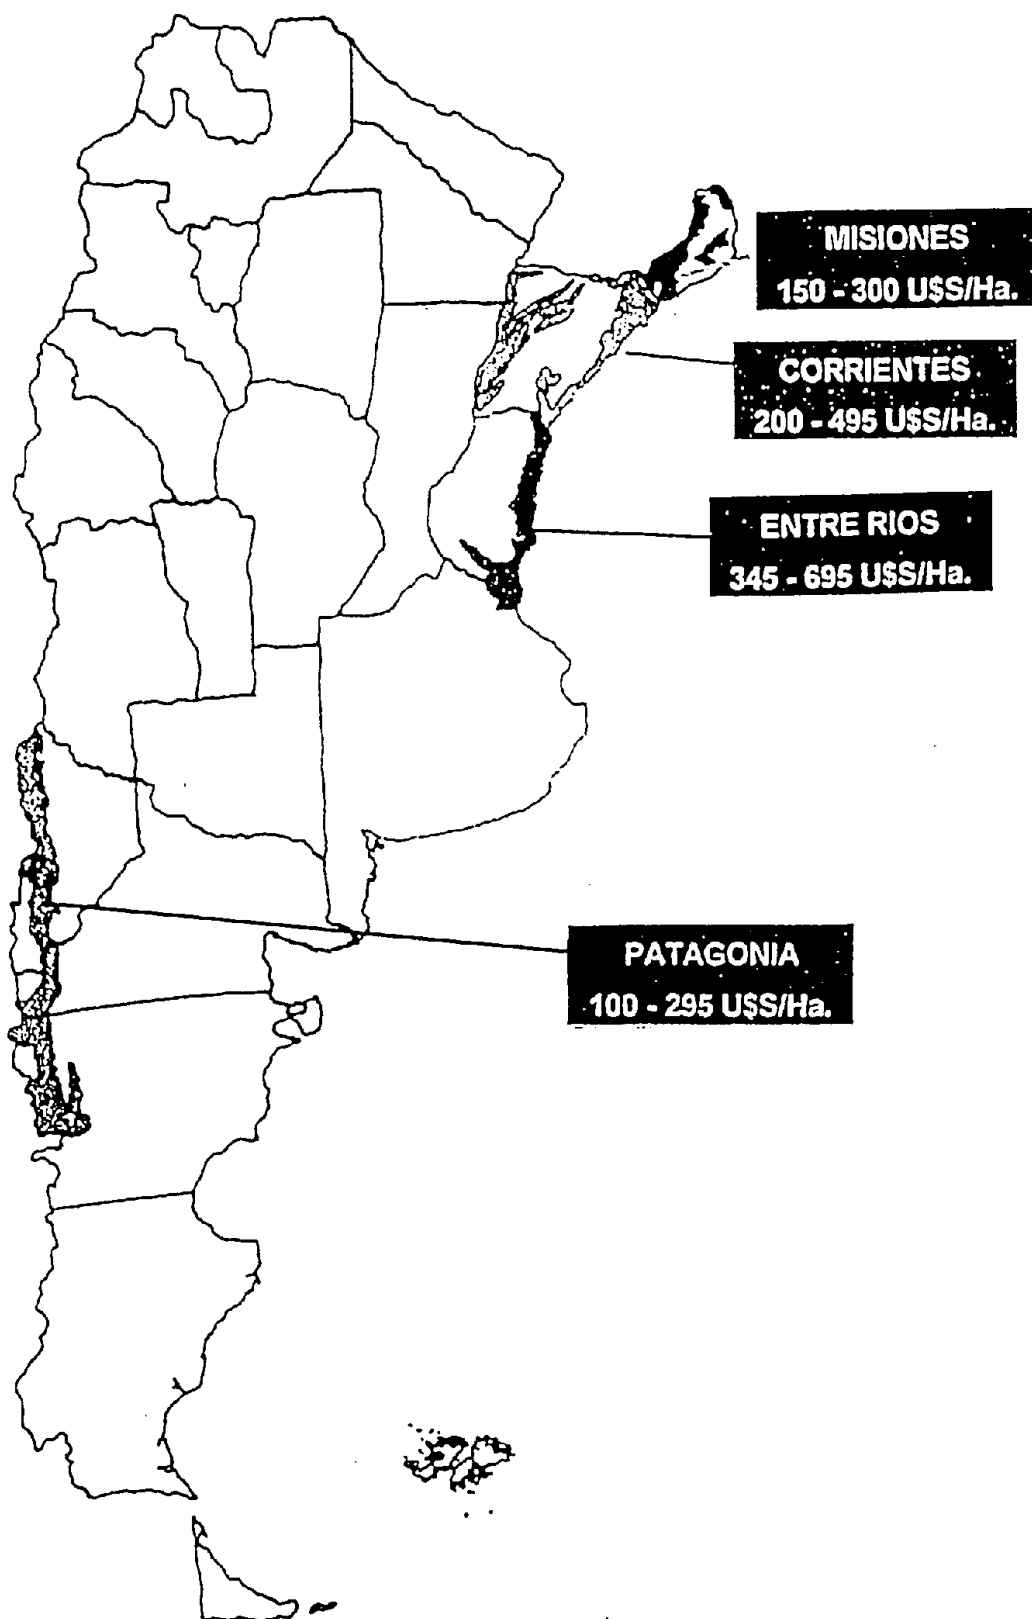 MISIONES
150 - 300 U$S/Ha.
CORRIENTES
200 - 495 U$S/Ha.
ENTRE RIOS
345 - 695 U$S/Ha.
PATAGONIA
100 - 295 U$S/Ha.